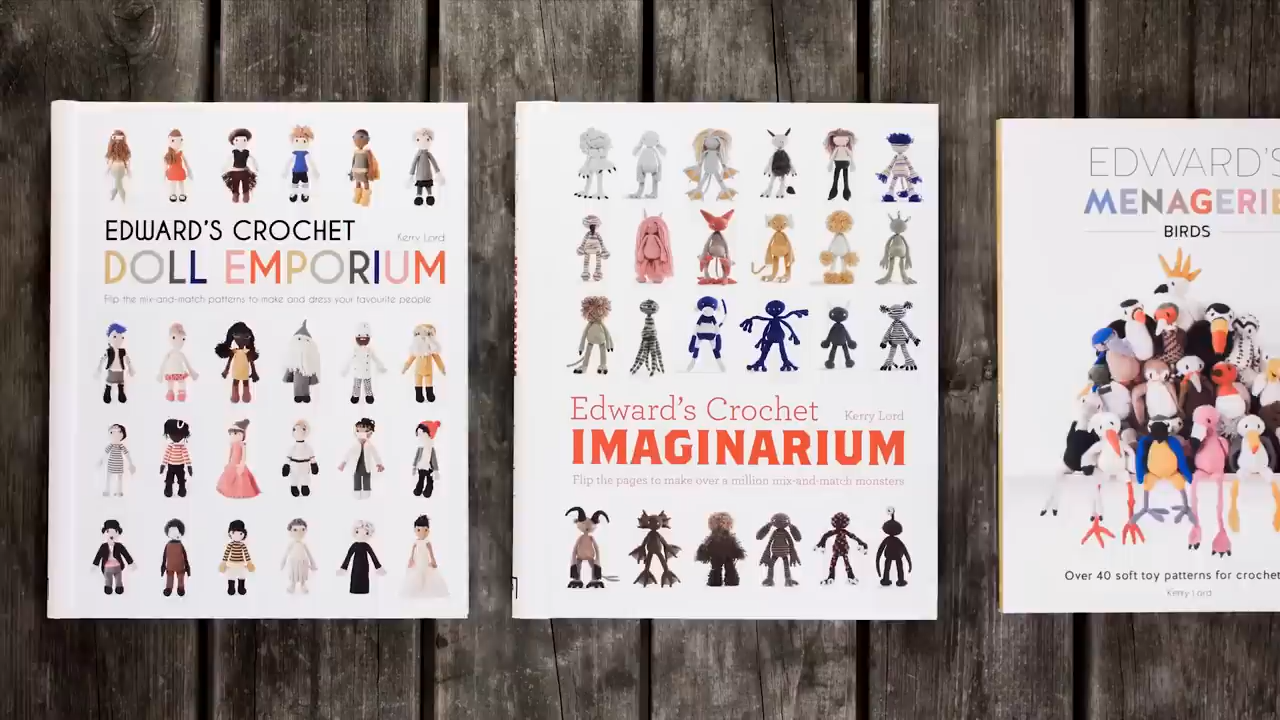 EDWARD'S CROCHET
Kerry Lord
DOLL EMPORIUM
Flip the mix-and-match patterns to make and dress your favourite people
Edward's Crochet
Kerry Lord
IMAGINARIUM
Flip the pages to make over a million mix-and-match monsters
EDWARD'S
MENAGERIE
BIRDS
Over 40 soft toy patterns for crochet
Kerry Lord